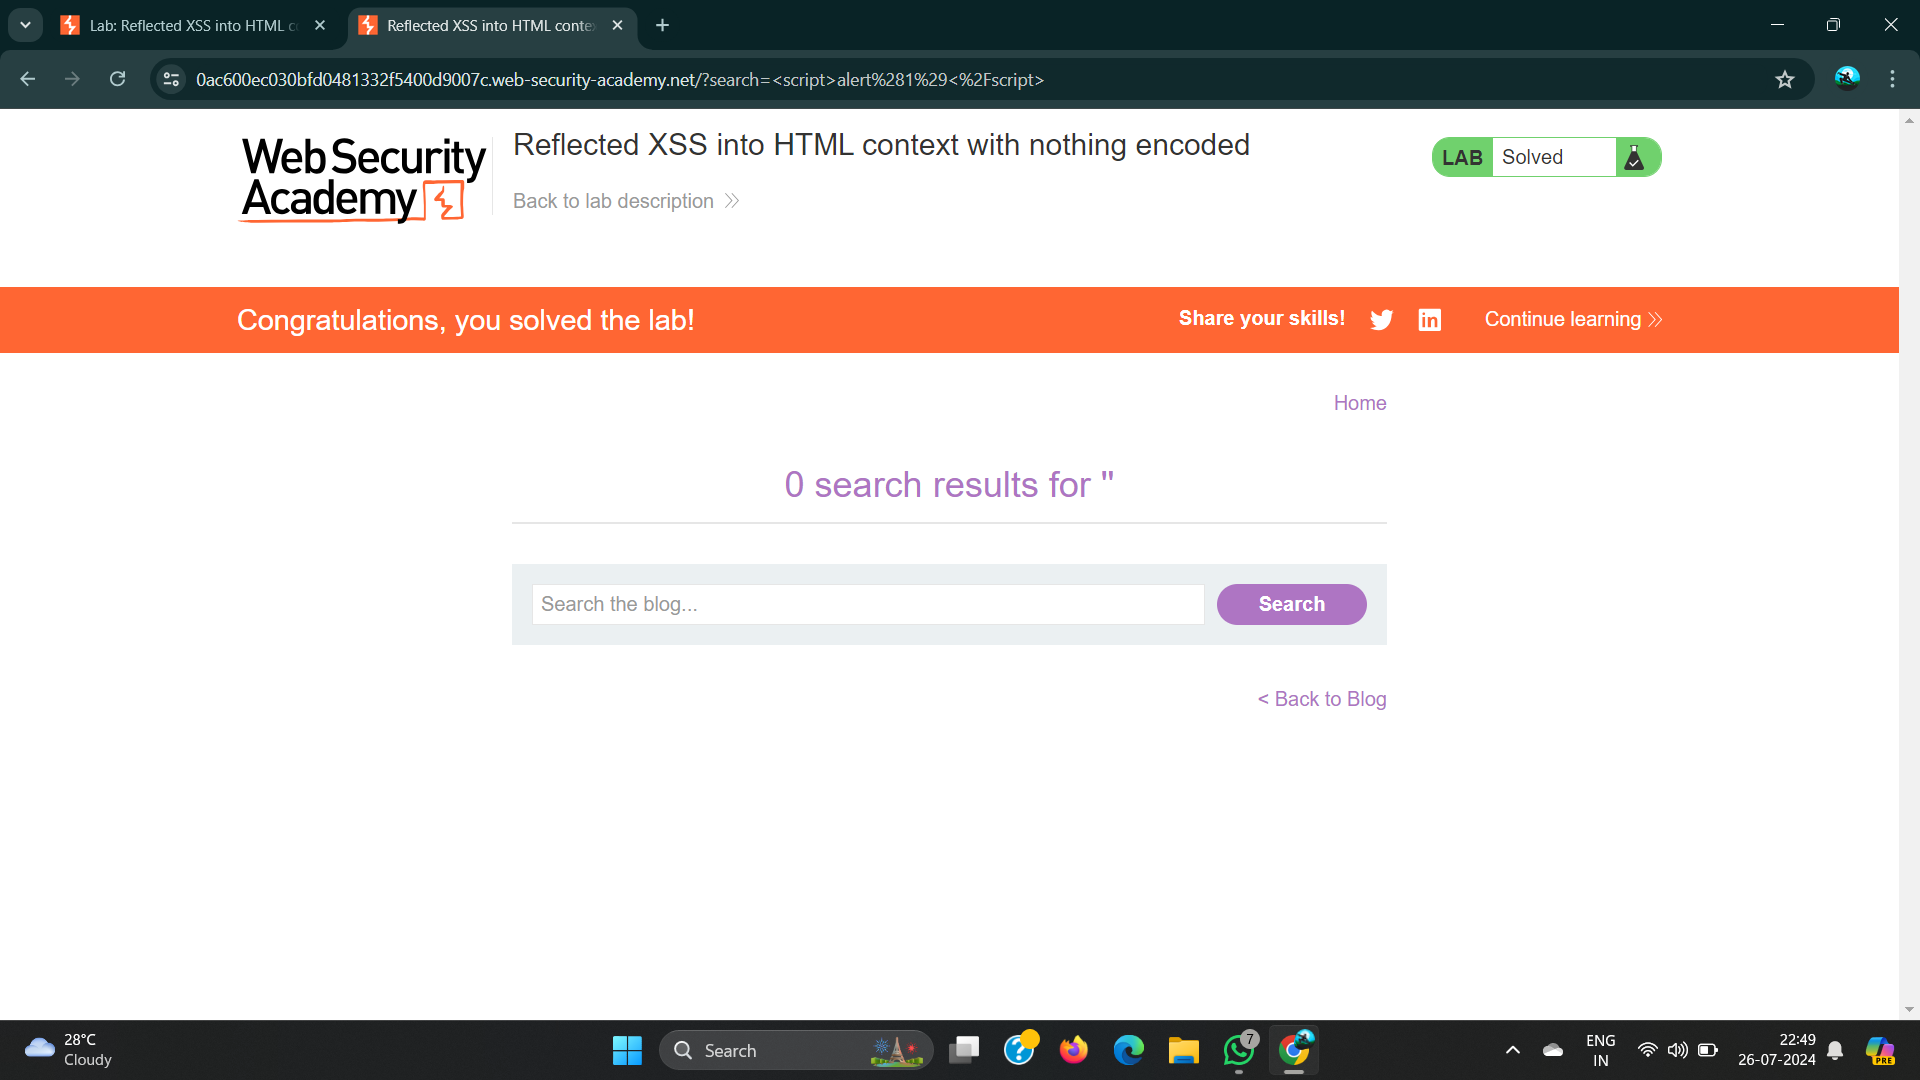 Lab: Reflected XSS into HTML c
Reflected XSS into HTML conte
0ac600ec030bfd0481332f5400d9007c.web-security-academy.net/?search=<script>alert%281%29<%2Fscript>
Web Security
Academy
Reflected XSS into HTML context with nothing encoded
Back to lab description
LAB Solved
Congratulations, you solved the lab!
Share your skills!
in
Continue learning
Home
0 search results for ''
Search the blog...
Search
< Back to Blog
28°C
Cloudy
Search
7
ENG
IN
22:49
26-07-2024
PRE